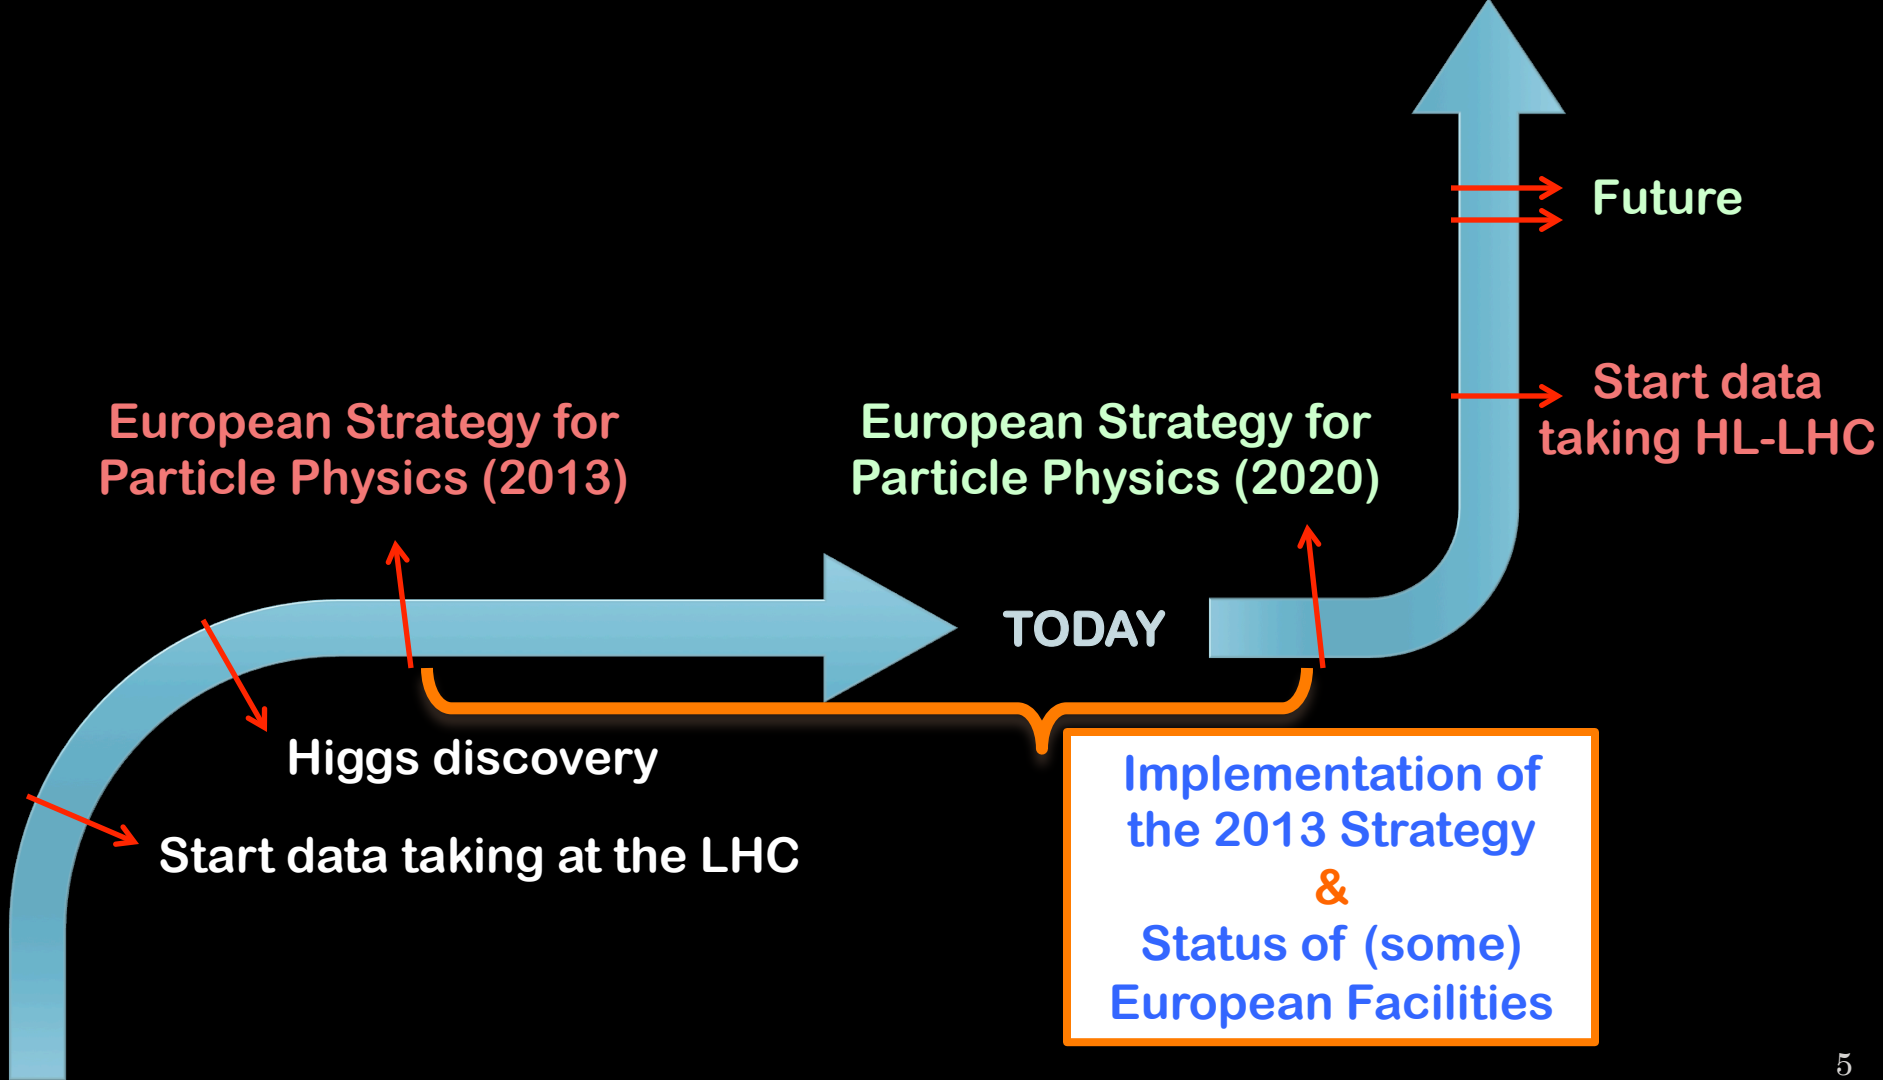 Future
Start data
taking HL-LHC
European Strategy for
Particle Physics (2013)
European Strategy for
Particle Physics (2020)
TODAY
Higgs discovery
Start data taking at the LHC
Implementation of
the 2013 Strategy
&
Status of (some)
European Facilities
5